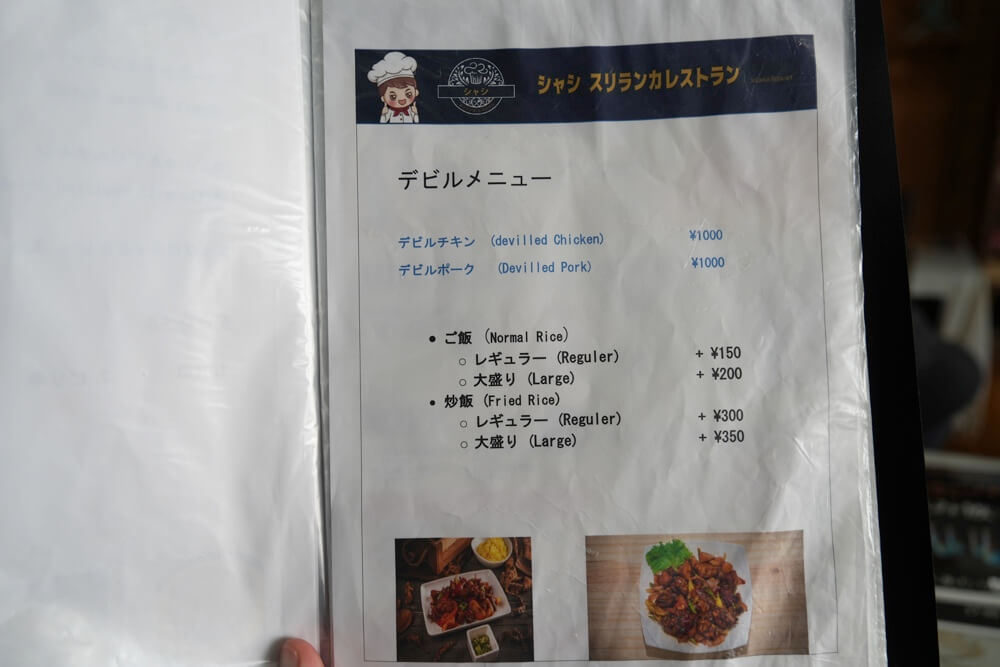 シャシ
シャシ スリランカレストラン
デビルメニュー
デビルチキン (devilled Chicken) ¥1000
デビルポーク (Devilled Pork) ¥1000
• ご飯 (Normal Rice)
○ レギュラー (Reguler) + ¥150
○ 大盛り (Large) + ¥200
• 炒飯 (Fried Rice)
○ レギュラー (Reguler) + ¥300
○ 大盛り (Large) + ¥350